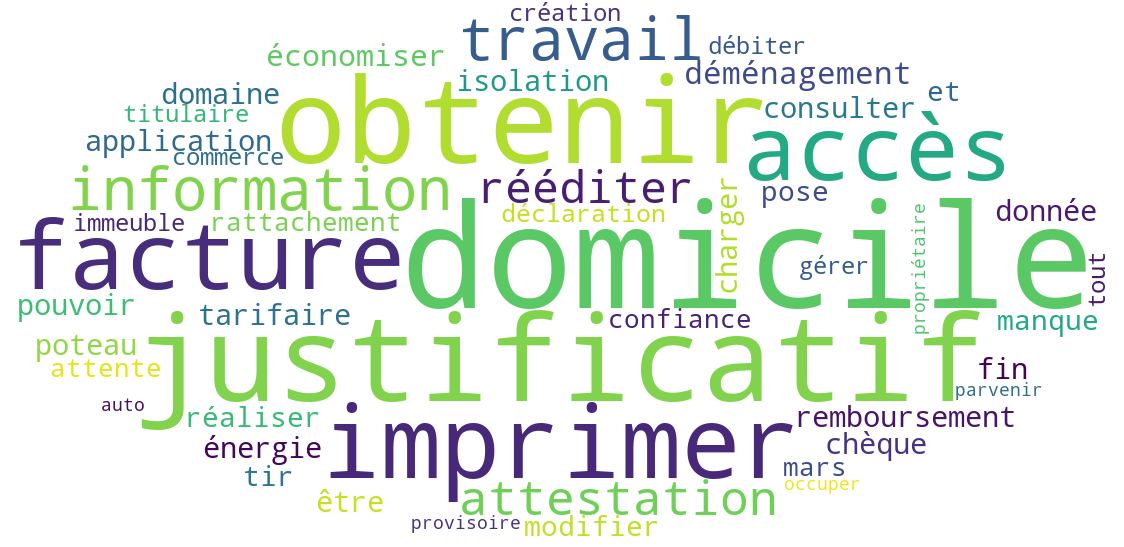 création
travail
débiter
économiser
isolation
déménagement
domaine
obtenir
consulter
et
titulaire
application
commerce
accès
information
rééditer
charger
pose
immeuble
rattachement
déclaration
donnée
facture
domicile
gérer
propriétaire
tout
pouvoir
tarifaire
confiance
manque
poteau
justificatif
attente
fin
parvenir
auto
réaliser
imprimer
remboursement
énergie
chèque
tir
mars
occuper
être
attestation
provisoire
modifier